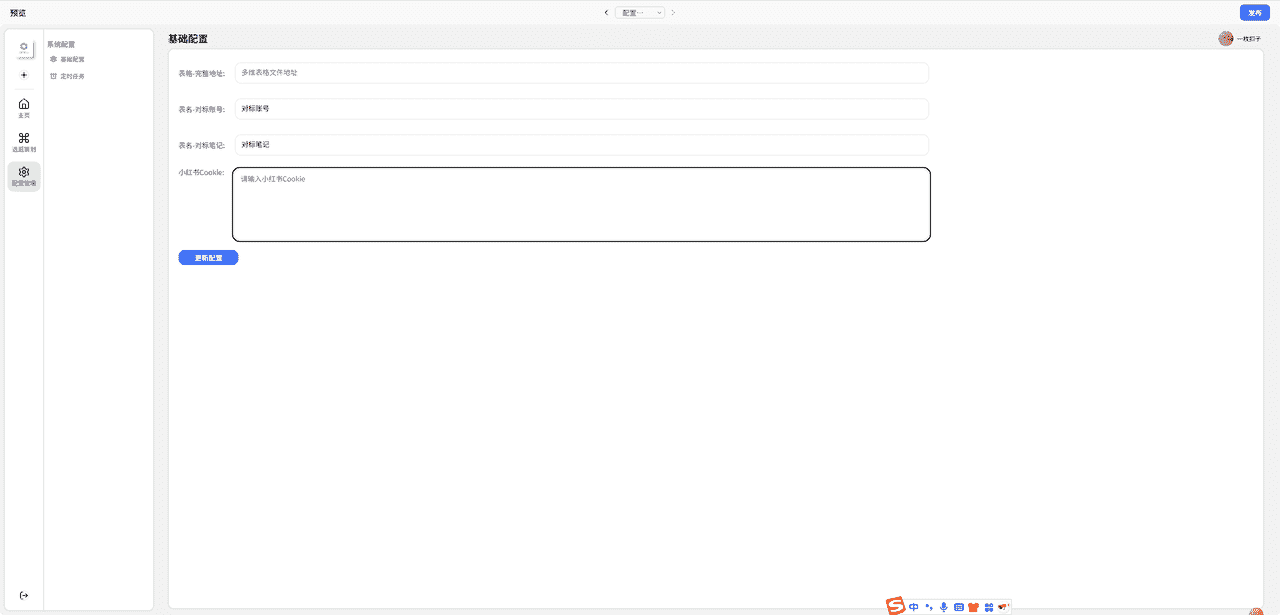 预览
配置…
发布
系统配置
基础配置
定时任务
主页
配置管理
基础配置
一枚扣子
表格-完整地址:
多维表格文件地址
表名-对标账号:
对标账号
表名-对标笔记:
对标笔记
小红书Cookie:
请输入小红书Cookie
更新配置
中